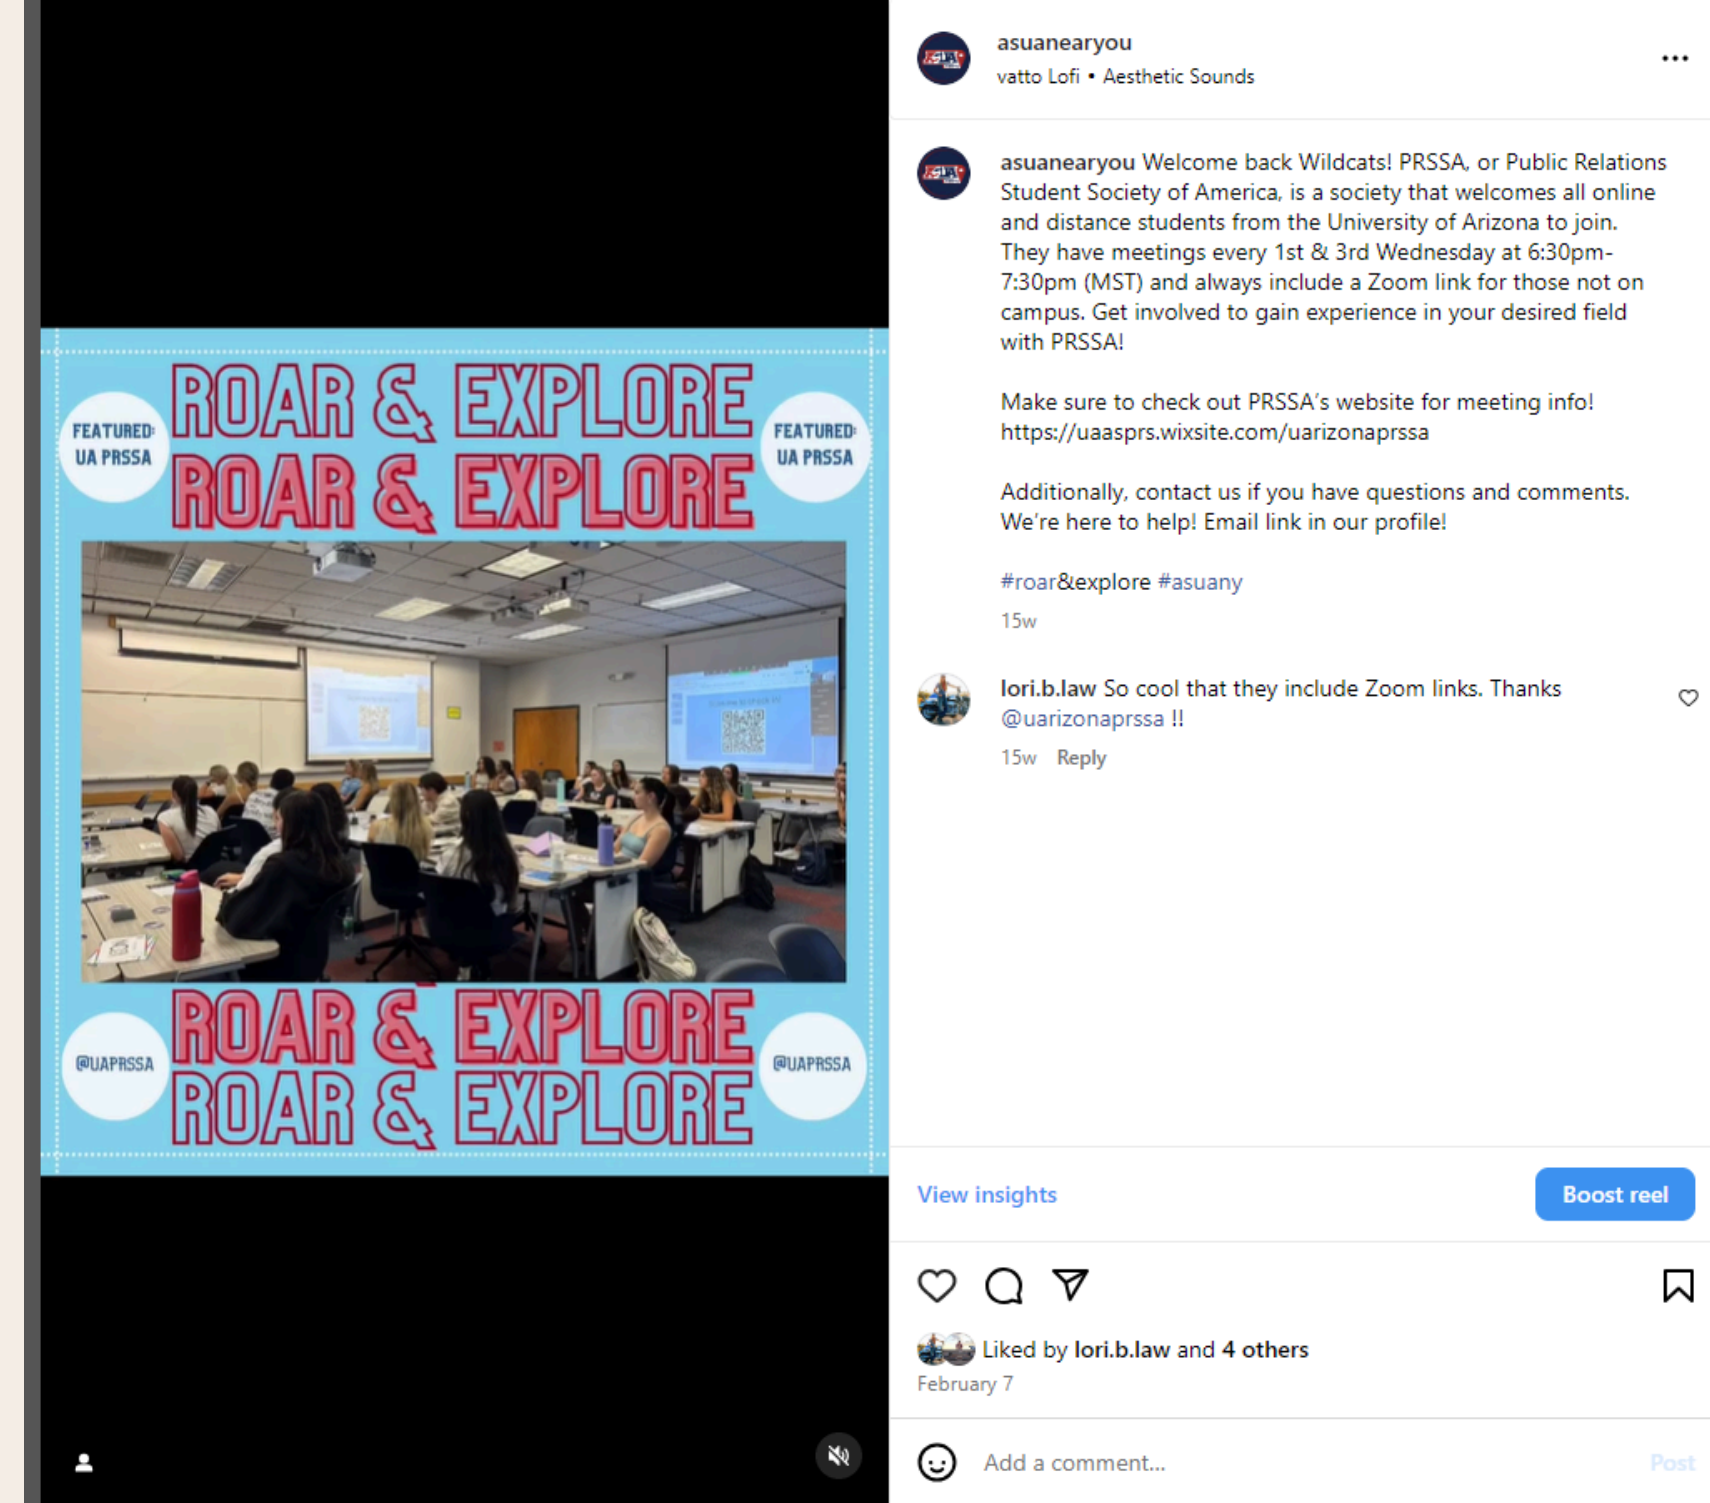 ROAR & EXPLORE
ROAR & EXPLORE
FEATURED:
UA PRSSA
FEATURED:
UA PRSSA
ROAR & EXPLORE
ROAR & EXPLORE
@UAPRSSA
@UAPRSSA
asuanearyou
vatto Lofi • Aesthetic Sounds
asuanearyou Welcome back Wildcats! PRSSA, or Public Relations
Student Society of America, is a society that welcomes all online
and distance students from the University of Arizona to join.
They have meetings every 1st & 3rd Wednesday at 6:30pm-
7:30pm (MST) and always include a Zoom link for those not on
campus. Get involved to gain experience in your desired field
with PRSSA!
Make sure to check out PRSSA’s website for meeting info!
https://uaasprs.wixsite.com/uarizonaprssa
Additionally, contact us if you have questions and comments.
We’re here to help! Email link in our profile!
#roar&explore #asuany
15w
lori.b.law So cool that they include Zoom links. Thanks
@uarizonaprssa !!
15w Reply
View insights
Boost reel
Liked by lori.b.law and 4 others
February 7
Add a comment...
Post